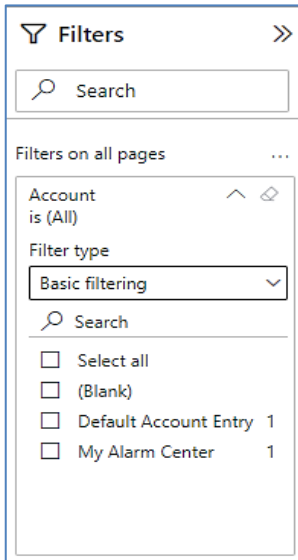 Filters
Search
Filters on all pages ...
Account
is (All)
Filter type
Basic filtering
Search
Select all
(Blank)
Default Account Entry 1
My Alarm Center 1